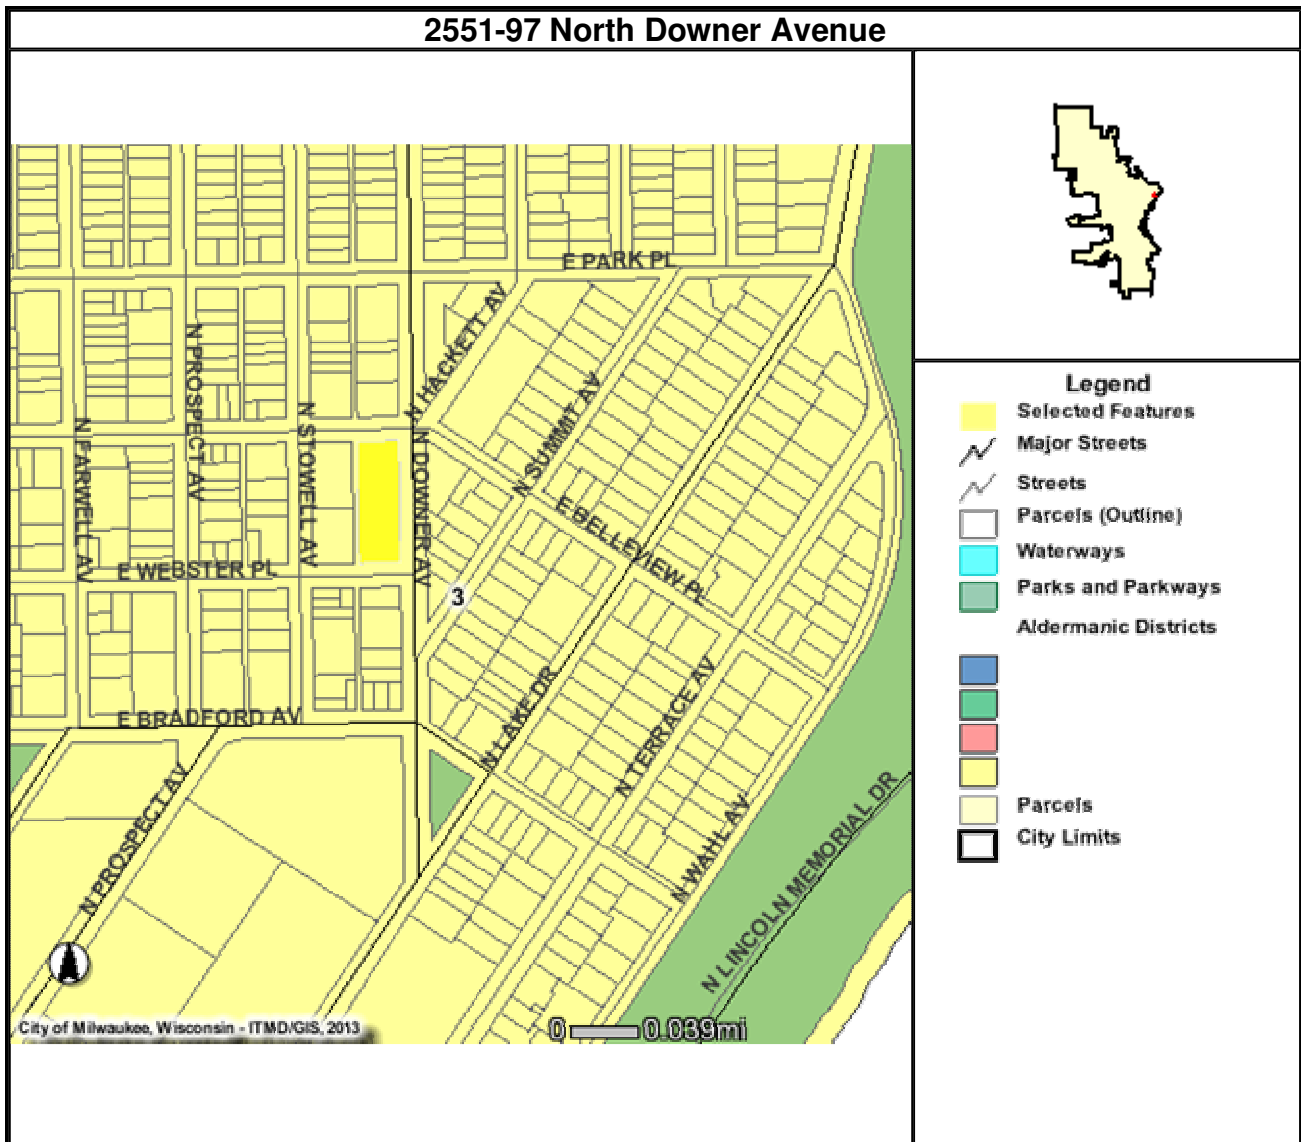 2551-97 North Downer Avenue
E PARK PL
N HACKETT AV
N PROSPECT AV
N SUMMIT AV
N FARWELL AV
N STOWELL AV
N DOWNER AV
E BELLEVIEW PL
E WEBSTER PL
3
N LAKE DR
N TERRACE AV
E BRADFORD AV
N PROSPECT AV
N WAHL AV
N LINCOLN MEMORIAL DR
City of Milwaukee, Wisconsin - ITMD/GIS, 2013
0 0.039mi
Legend
Selected Features
Major Streets
Streets
Parcels (Outline)
Waterways
Parks and Parkways
Aldermanic Districts
Parcels
City Limits